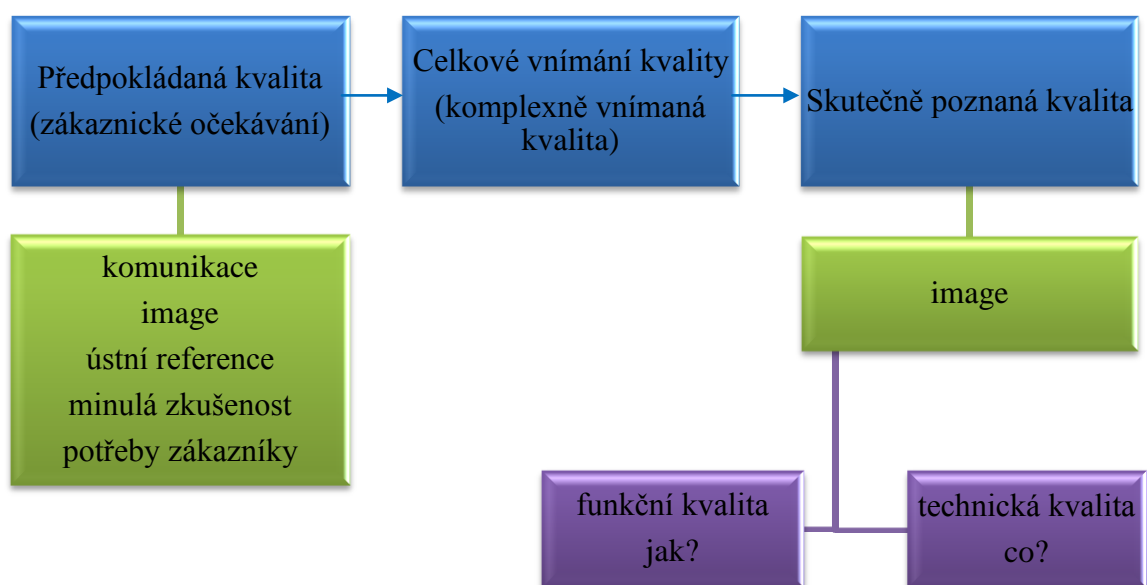 Předpokládaná kvalita
(zákaznické očekávání)
Celkové vnímání kvality
(komplexně vnímaná
kvalita)
Skutečně poznaná kvalita
komunikace
image
ústní reference
minulá zkušenost
potřeby zákazníky
image
funkční kvalita
jak?
technická kvalita
co?